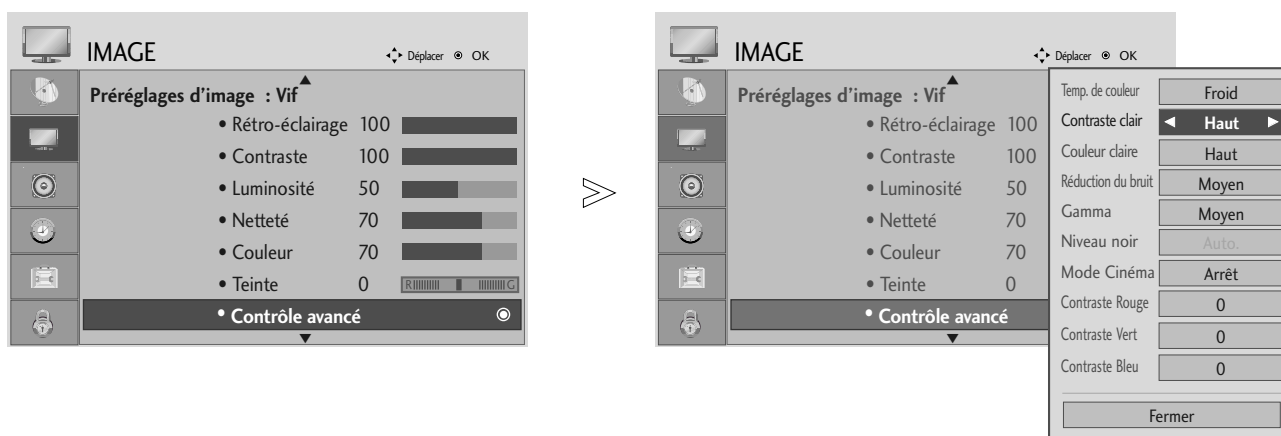 IMAGE
Déplacer OK
Préréglages d’image : Vif
• Rétro-éclairage 100
• Contraste 100
• Luminosité 50
• Netteté 70
• Couleur 70
• Teinte 0 R G
• Contrôle avancé
IMAGE
Déplacer OK
Préréglages d’image : Vif
• Rétro-éclairage 100
• Contraste 100
• Luminosité 50
• Netteté 70
• Couleur 70
• Teinte 0
• Contrôle avancé
Temp. de couleur Froid
Contraste clair Haut
Couleur claire Haut
Réduction du bruit Moyen
Gamma Moyen
Niveau noir Auto.
Mode Cinéma Arrêt
Contraste Rouge 0
Contraste Vert 0
Contraste Bleu 0
Fermer